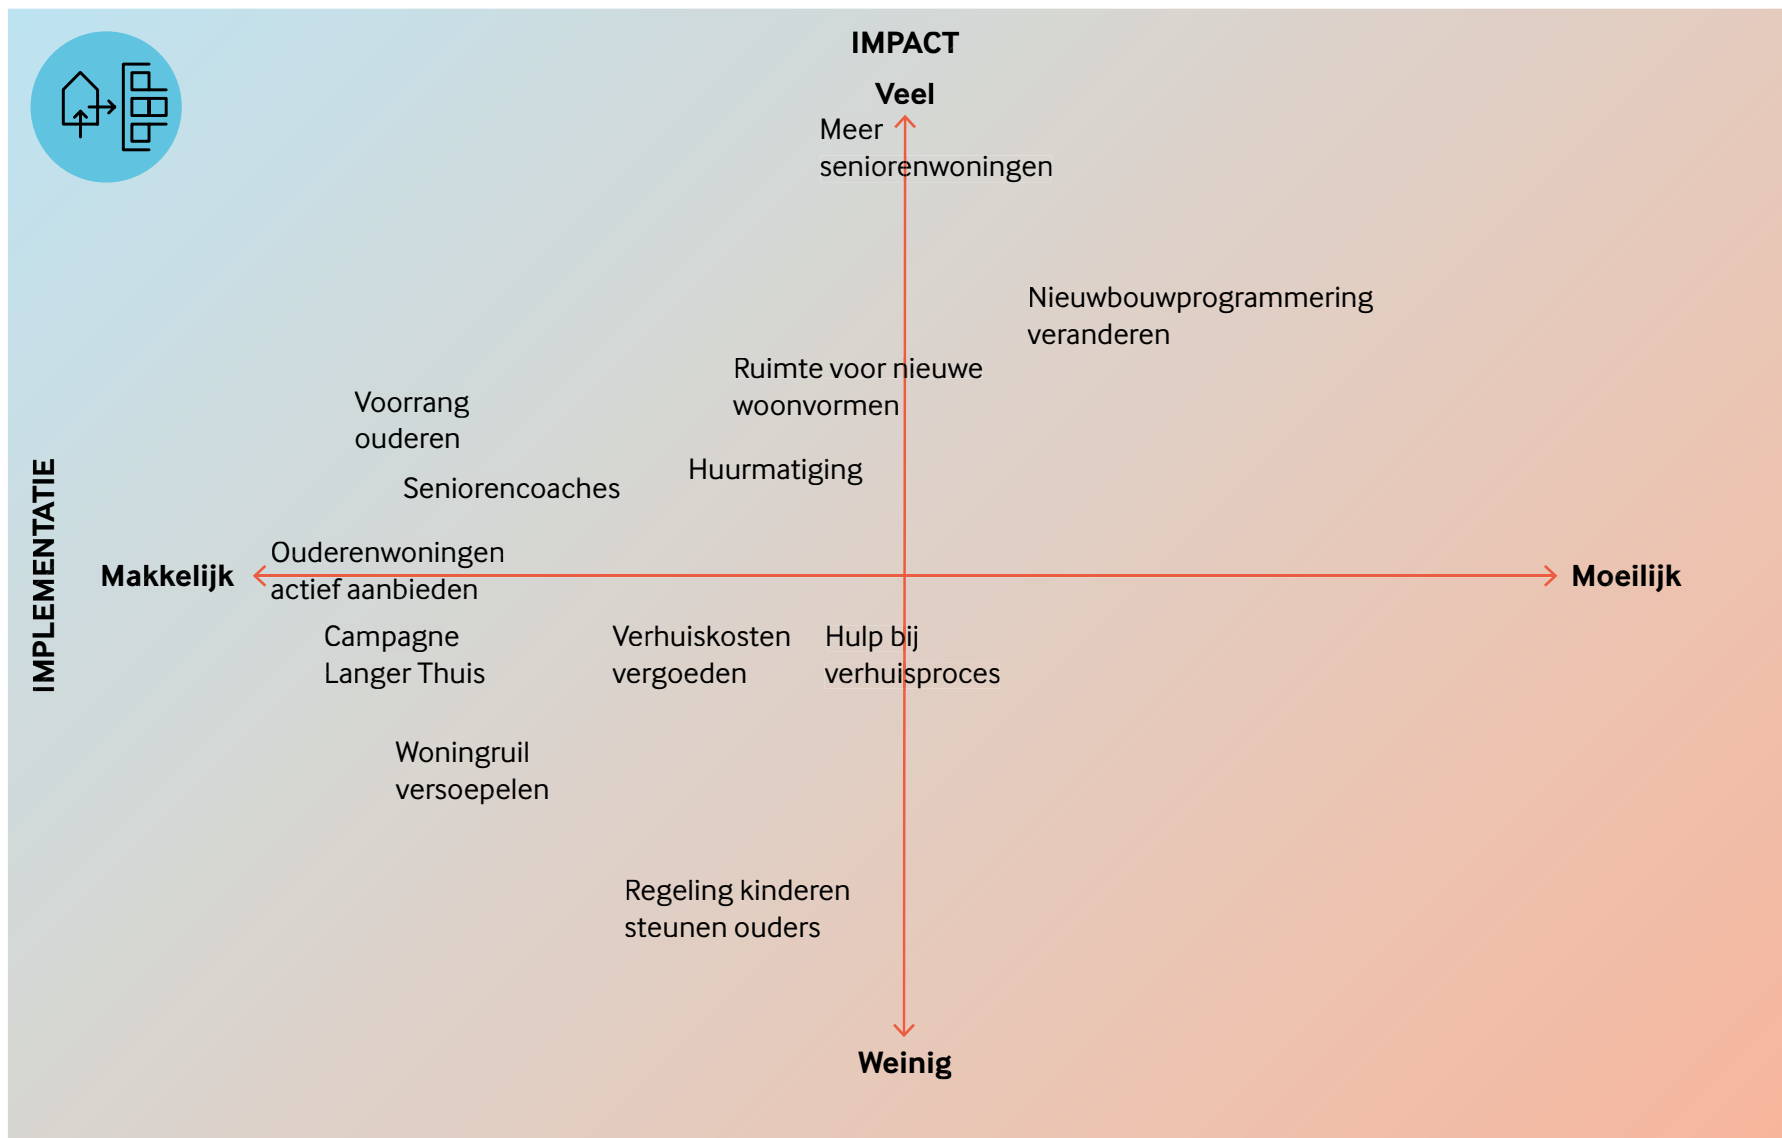 IMPACT
Veel
Meer
seniorenwoningen
Nieuwbouwprogrammering
veranderen
Ruimte voor nieuwe
woonvormen
Voorrang
ouderen
Huurmatiging
Seniorencoaches
IMPLEMENTATIE
Makkelijk
Ouderenwoningen
actief aanbieden
Moeilijk
Campagne
Langer Thuis
Verhuiskosten
vergoeden
Hulp bij
verhuisproces
Woningruil
versoepelen
Regeling kinderen
steunen ouders
Weinig